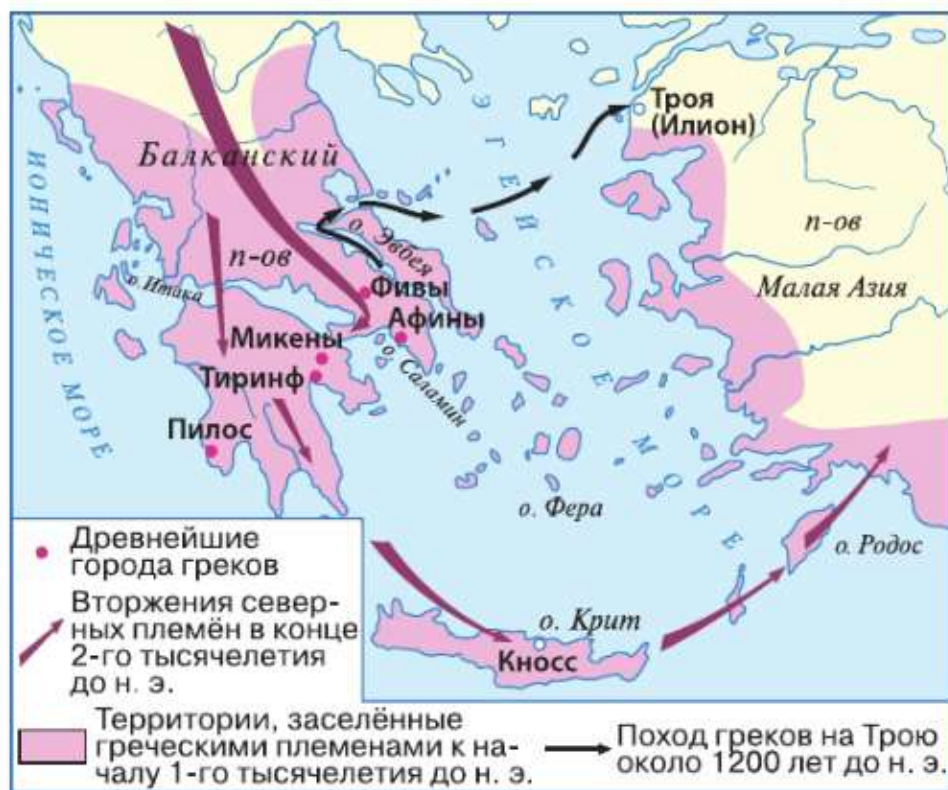 Троя
(Илион)
Балканский
п-ов
ИОНИЧЕСКОЕ МОРЕ
ЭГЕЙСКОЕ МОРЕ
о. Эвбея
п-ов
Малая Азия
о. Итака
Фивы
Афины
Микены
Тиринф
о. Саламин
Пилос
о. Фера
о. Родос
о. Крит
Кносс
Древнейшие
города греков
Вторжения север-
ных племён в конце
2-го тысячелетия
до н. э.
Территории, заселённые
греческими племенами к на-
чалу 1-го тысячелетия до н. э.
Поход греков на Трою
около 1200 лет до н. э.